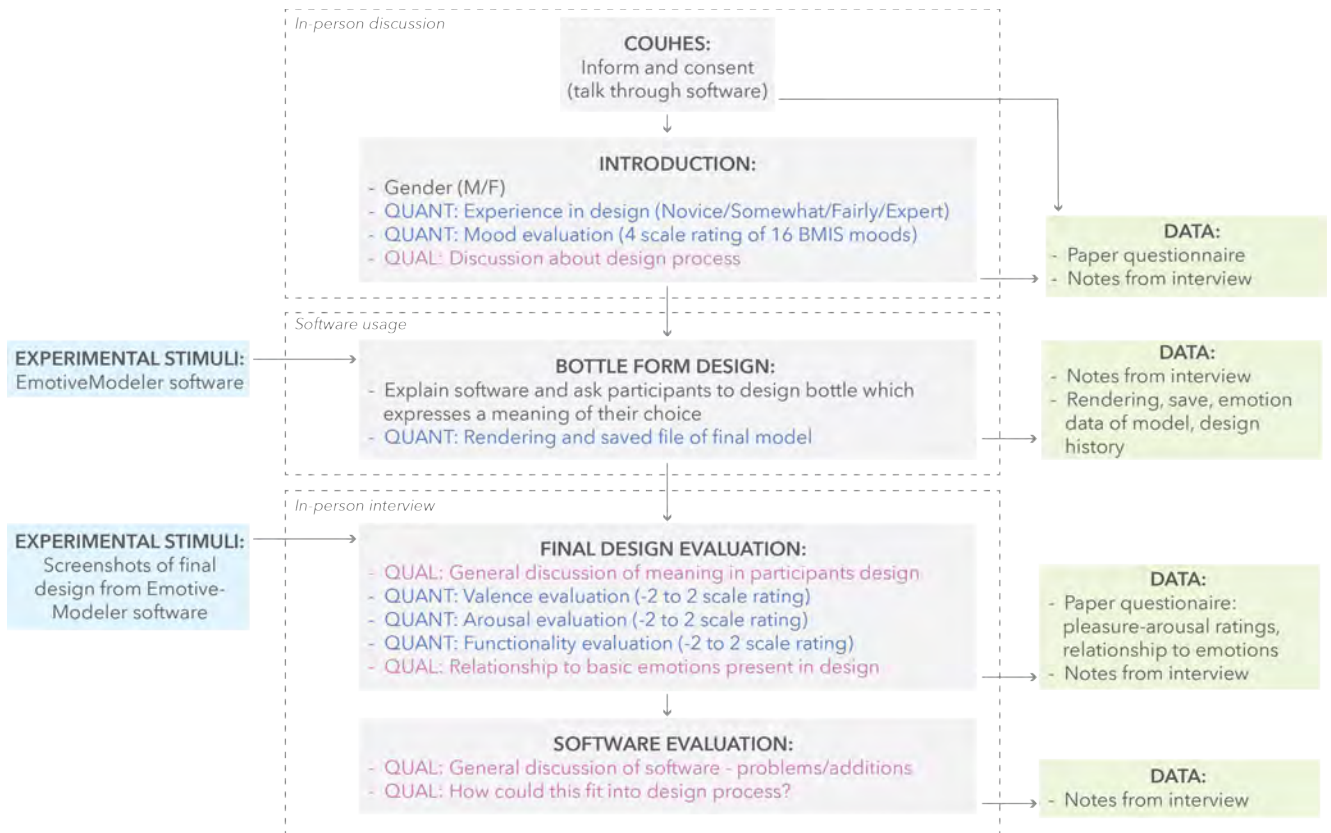 In-person discussion
COUHES:
Inform and consent
(talk through software)
INTRODUCTION:
- Gender (M/F)
- QUANT: Experience in design (Novice/Somewhat/Fairly/Expert)
- QUANT: Mood evaluation (4 scale rating of 16 BMIS moods)
- QUAL: Discussion about design process
DATA:
- Paper questionnaire
- Notes from interview
Software usage
EXPERIMENTAL STIMULI:
EmotiveModeler software
BOTTLE FORM DESIGN:
- Explain software and ask participants to design bottle which
expresses a meaning of their choice
- QUANT: Rendering and saved file of final model
DATA:
- Notes from interview
- Rendering, save, emotion
data of model, design
history
In-person interview
EXPERIMENTAL STIMULI:
Screenshots of final
design from Emotive-
Modeler software
FINAL DESIGN EVALUATION:
- QUAL: General discussion of meaning in participants design
- QUANT: Valence evaluation (-2 to 2 scale rating)
- QUANT: Arousal evaluation (-2 to 2 scale rating)
- QUANT: Functionality evaluation (-2 to 2 scale rating)
- QUAL: Relationship to basic emotions present in design
DATA:
- Paper questionaire:
pleasure-arousal ratings,
relationship to emotions
- Notes from interview
SOFTWARE EVALUATION:
- QUAL: General discussion of software - problems/additions
- QUAL: How could this fit into design process?
DATA:
- Notes from interview